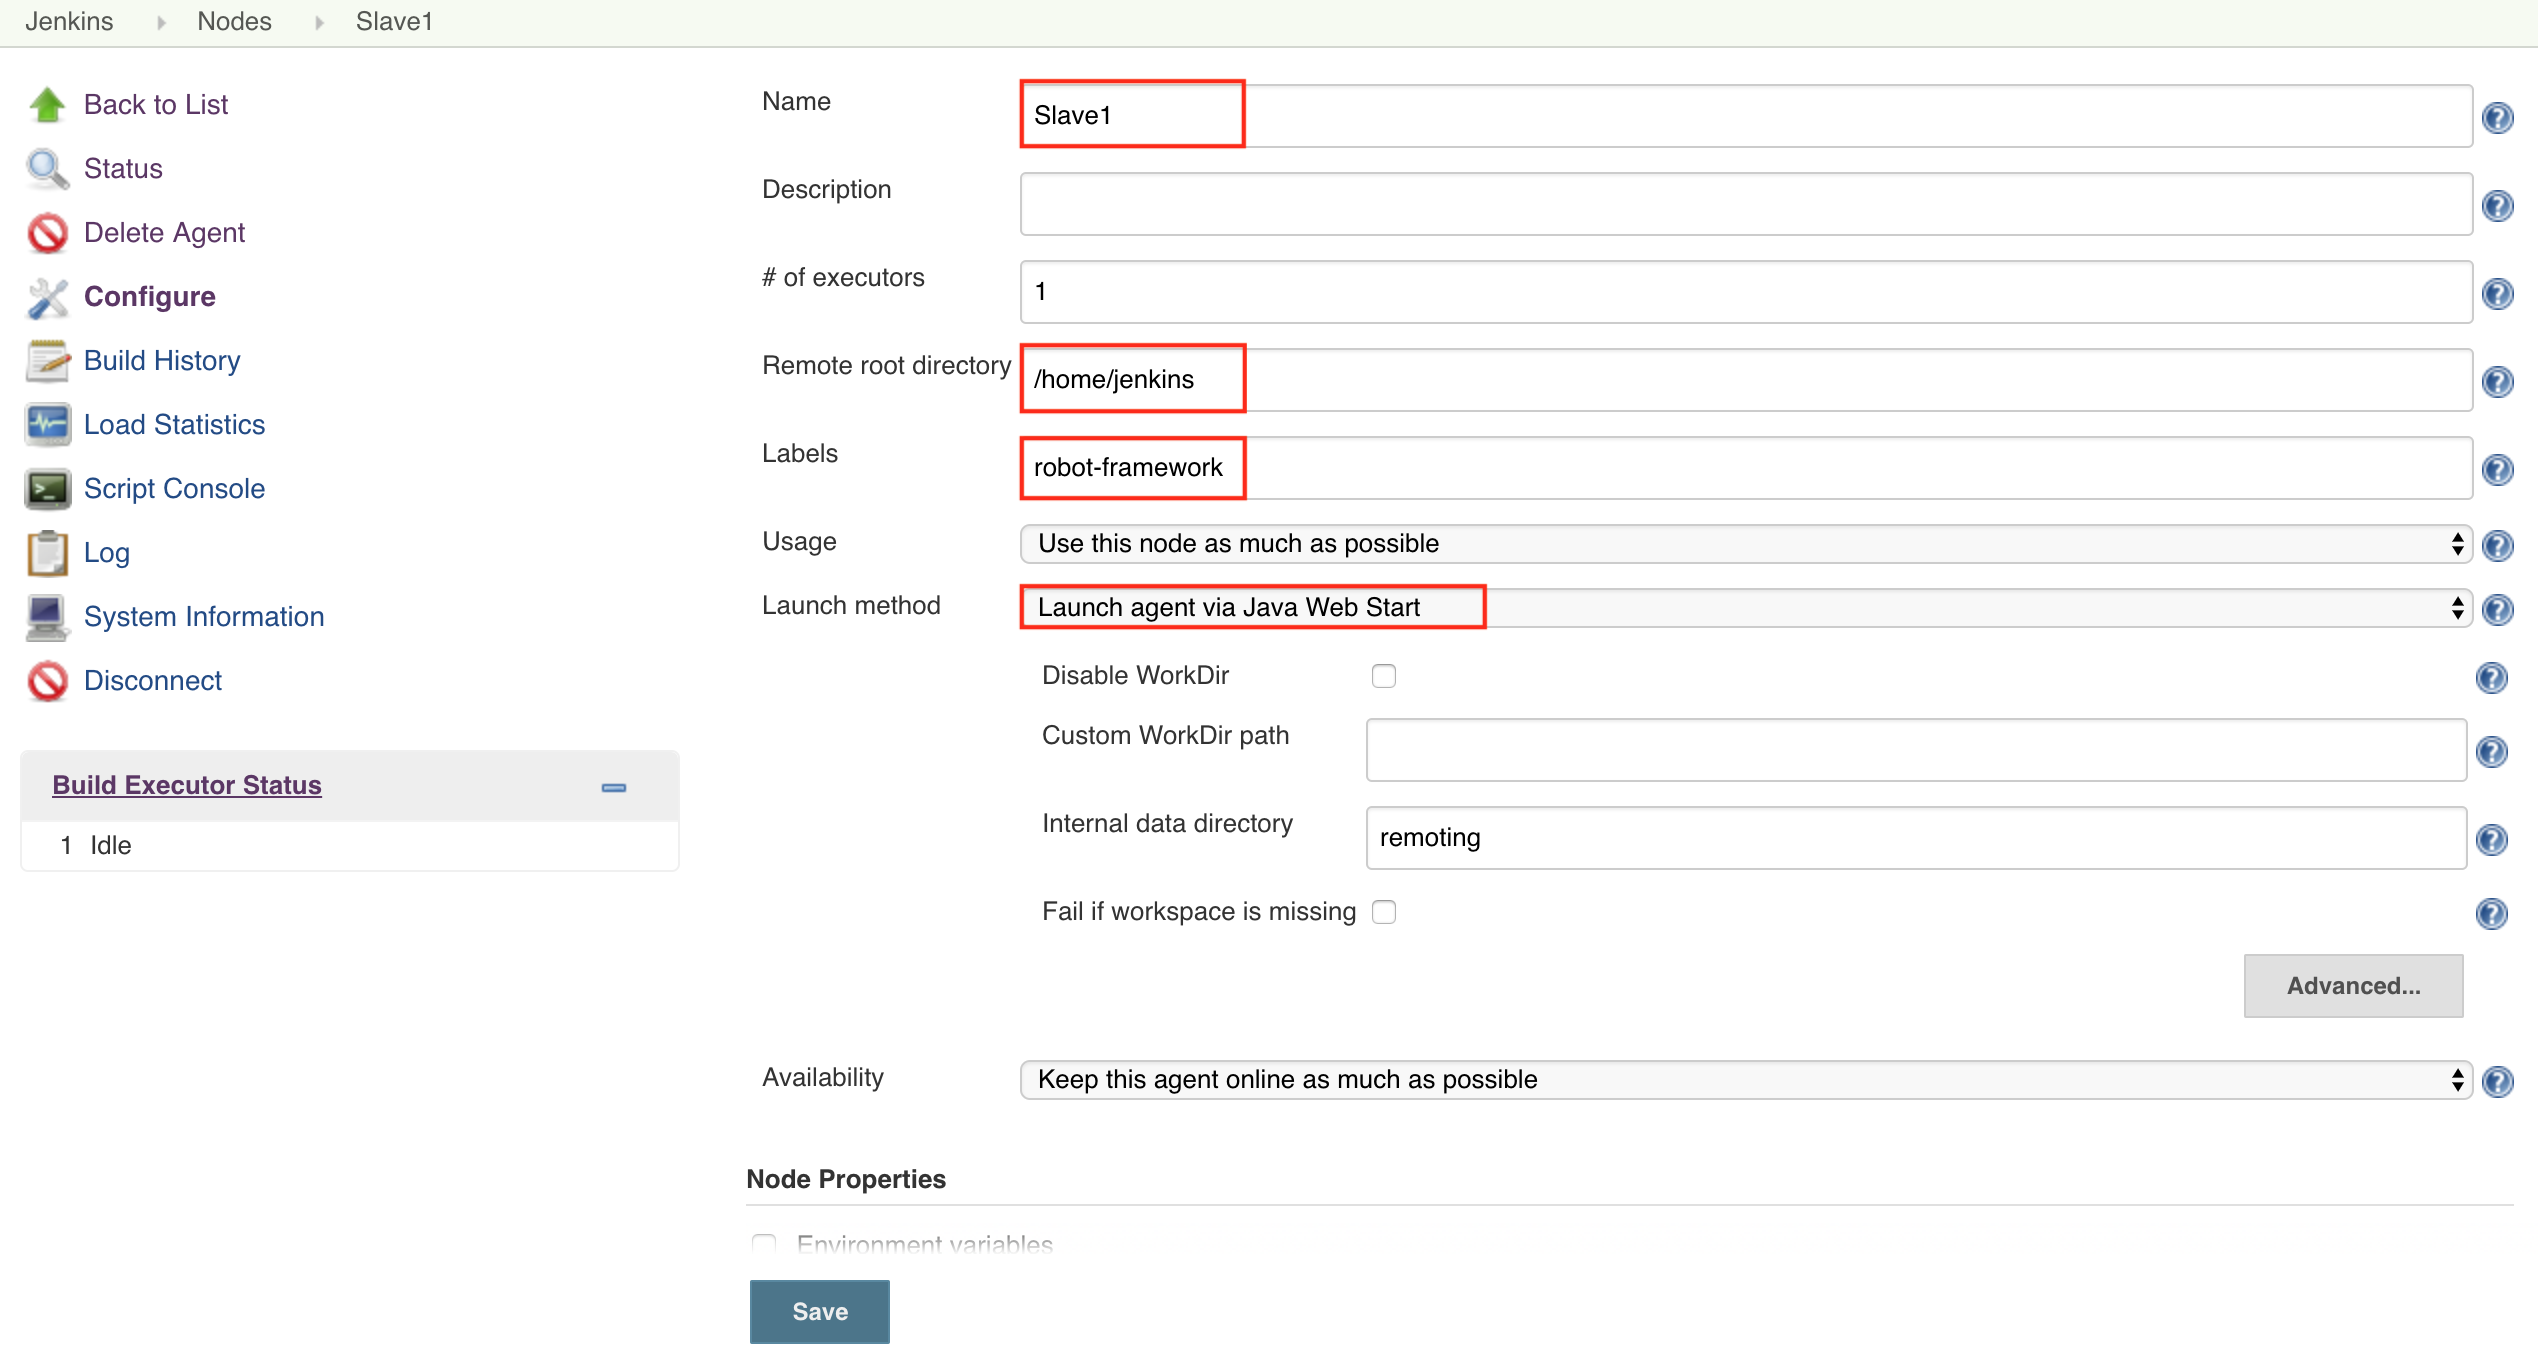 Jenkins Nodes Slave1
Back to List
Status
Delete Agent
Configure
Build History
Load Statistics
Script Console
Log
System Information
Disconnect
Build Executor Status
1 Idle
Name Slave1
Description
# of executors 1
Remote root directory /home/jenkins
Labels robot-framework
Usage Use this node as much as possible
Launch method Launch agent via Java Web Start
Disable WorkDir
Custom WorkDir path
Internal data directory remoting
Fail if workspace is missing
Advanced...
Availability Keep this agent online as much as possible
Node Properties
Environment variables
Save